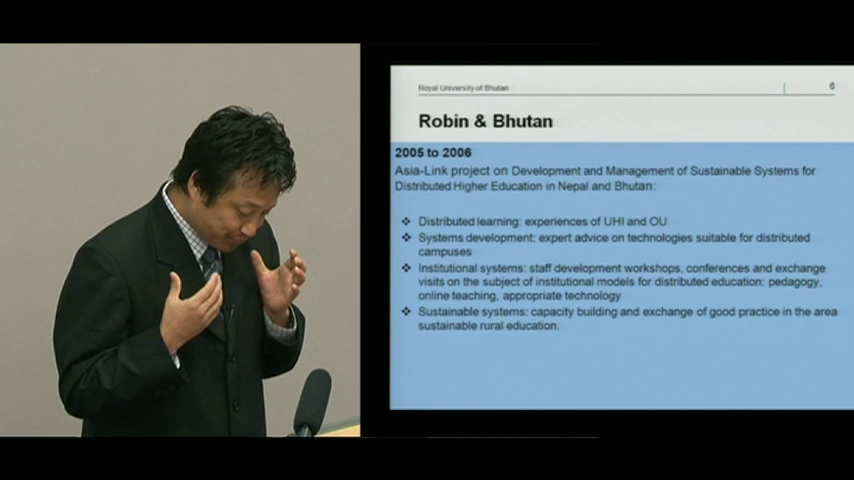 Royal University of Bhutan
6
Robin & Bhutan
2005 to 2006
Asia-Link project on Development and Management of Sustainable Systems for
Distributed Higher Education in Nepal and Bhutan:
❖ Distributed learning: experiences of UHI and OU
❖ Systems development: expert advice on technologies suitable for distributed
campuses
❖ Institutional systems: staff development workshops, conferences and exchange
visits on the subject of institutional models for distributed education: pedagogy,
online teaching, appropriate technology
❖ Sustainable systems: capacity building and exchange of good practice in the area
sustainable rural education.